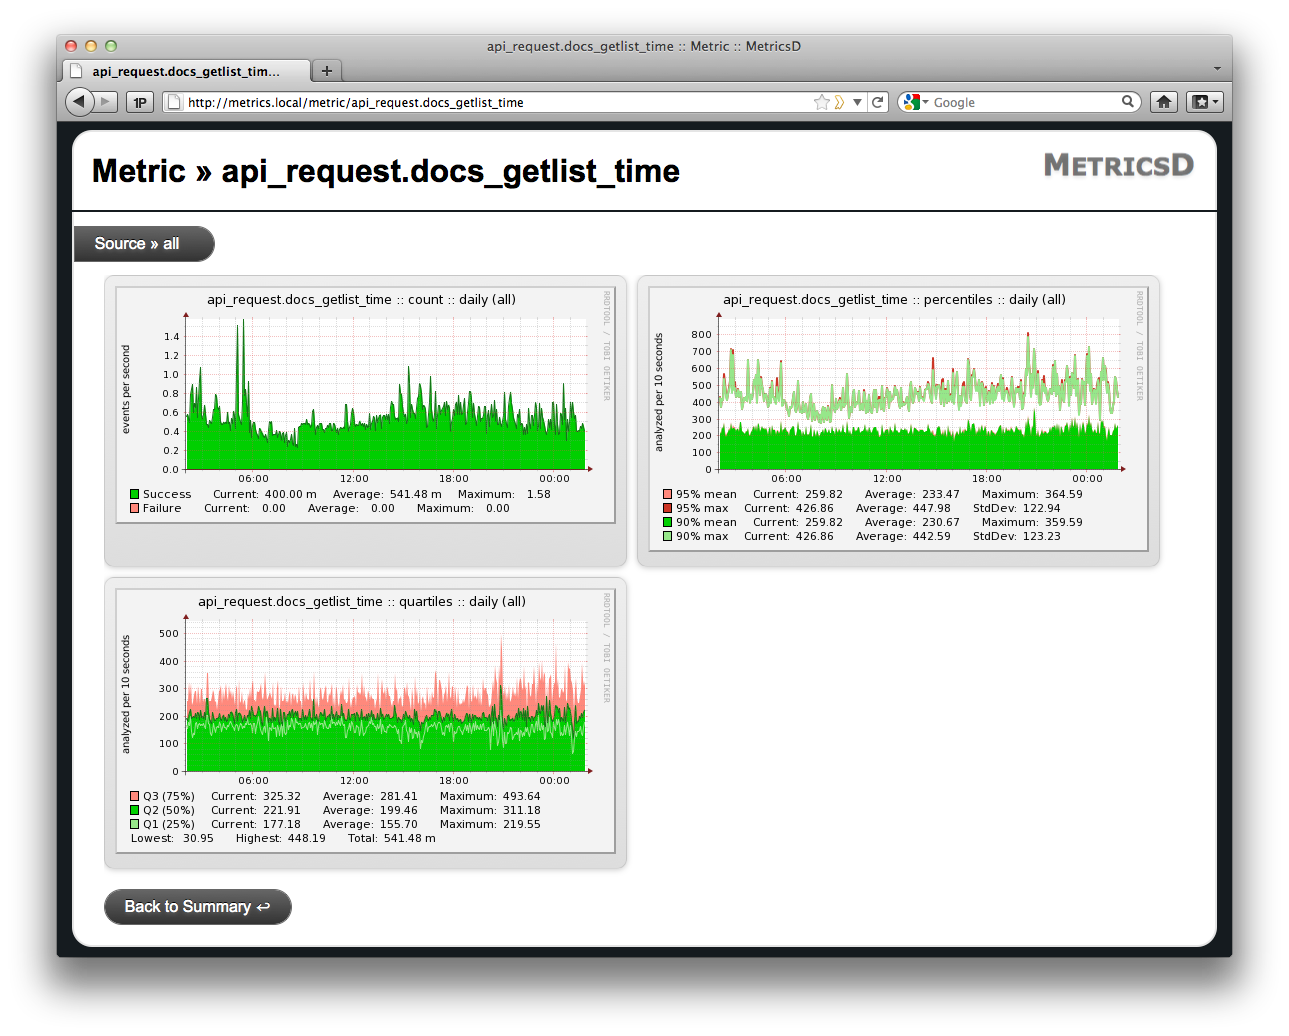 api_request.docs_getlist_time :: Metric :: MetricsD
api_request.docs_getlist_tim...
+
1P
http://metrics.local/metric/api_request.docs_getlist_time
Google
Metric » api_request.docs_getlist_time
METRICSD
Source » all
api_request.docs_getlist_time :: count :: daily (all)
RRDTOOL / TOBI OETIKER
events per second
1.4
1.2
1.0
0.8
0.6
0.4
0.2
0.0
06:00 12:00 18:00 00:00
Success Current: 400.00 m Average: 541.48 m Maximum: 1.58
Failure Current: 0.00 Average: 0.00 Maximum: 0.00
api_request.docs_getlist_time :: percentiles :: daily (all)
RRDTOOL / TOBI OETIKER
analyzed per 10 seconds
800
700
600
500
400
300
200
100
0
06:00 12:00 18:00 00:00
95% mean Current: 259.82 Average: 233.47 Maximum: 364.59
95% max Current: 426.86 Average: 447.98 StdDev: 122.94
90% mean Current: 259.82 Average: 230.67 Maximum: 359.59
90% max Current: 426.86 Average: 442.59 StdDev: 123.23
api_request.docs_getlist_time :: quartiles :: daily (all)
RRDTOOL / TOBI OETIKER
analyzed per 10 seconds
500
400
300
200
100
0
06:00 12:00 18:00 00:00
Q3 (75%) Current: 325.32 Average: 281.41 Maximum: 493.64
Q2 (50%) Current: 221.91 Average: 199.46 Maximum: 311.18
Q1 (25%) Current: 177.18 Average: 155.70 Maximum: 219.55
Lowest: 30.95 Highest: 448.19 Total: 541.48 m
Back to Summary ↩